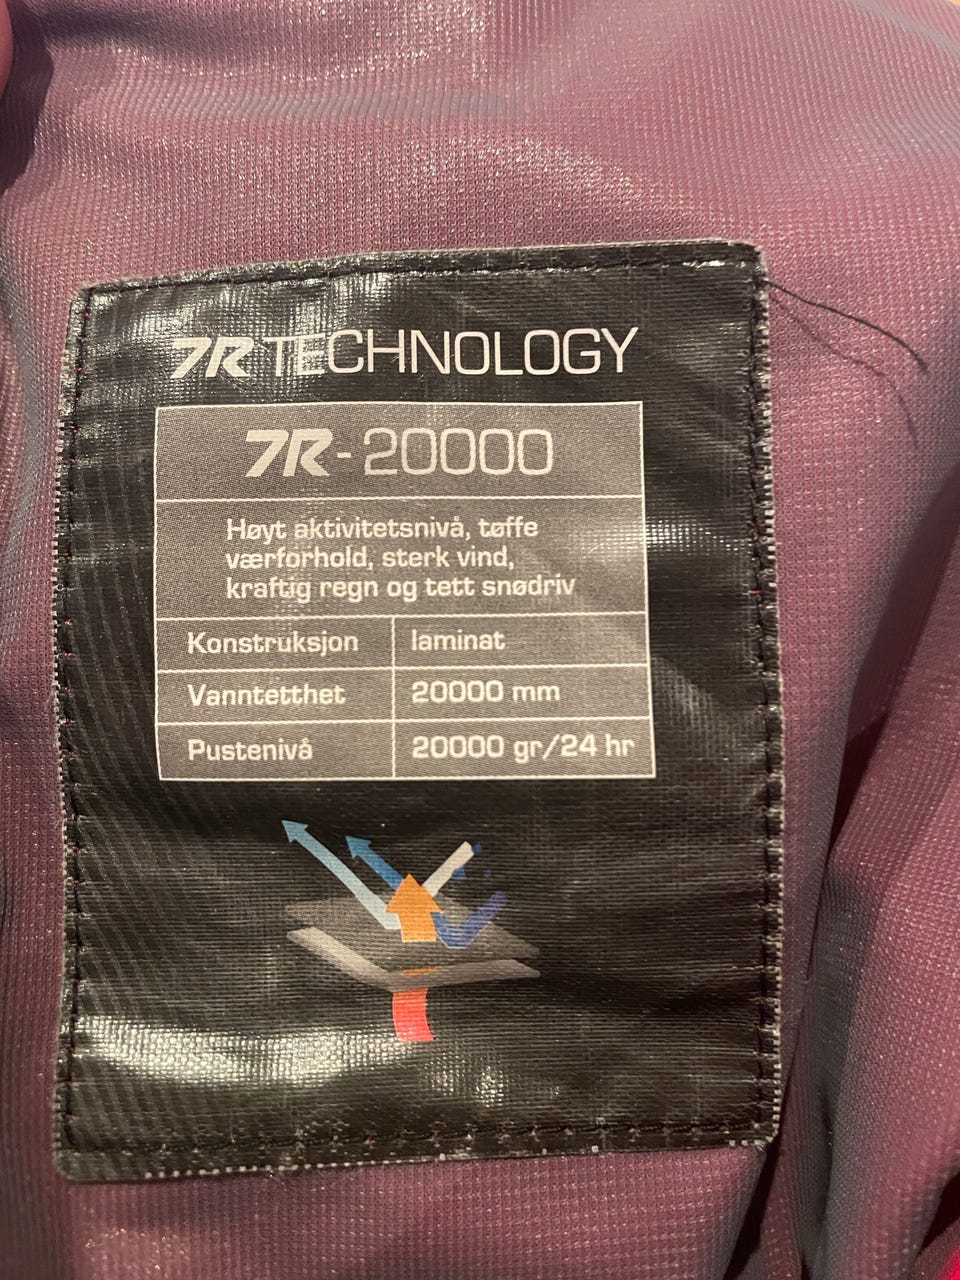 7R TECHNOLOGY
7R-20000
Høyt aktivitetsnivå, tøffe
værforhold, sterk vind,
kraftig regn og tett snødriv
Konstruksjon laminat
Vanntetthet 20000 mm
Pustenivå 20000 gr/24 hr